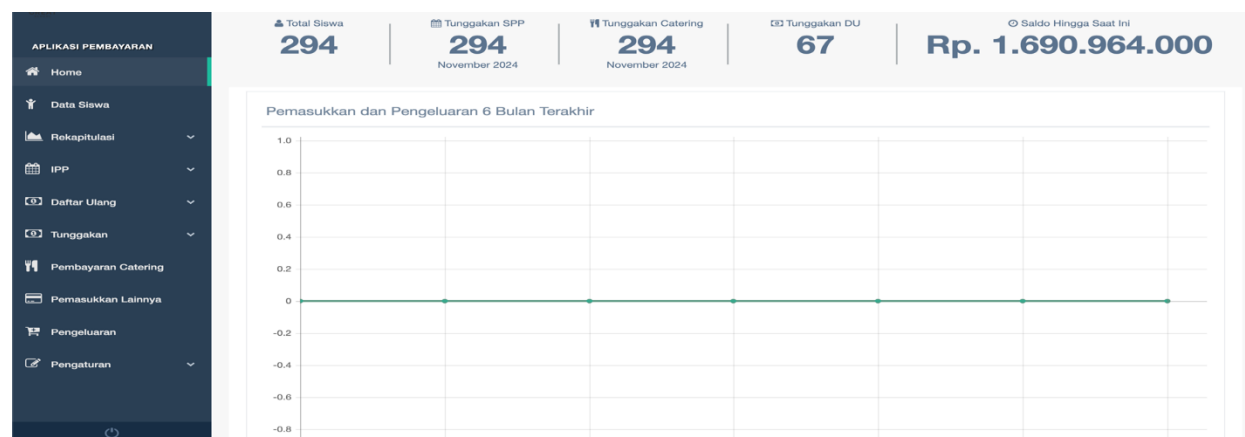 APLIKASI PEMBAYARAN
Home
Data Siswa
Rekapitulasi
IPP
Daftar Ulang
Tunggakan
Pembayaran Catering
Pemasukkan Lainnya
Pengeluaran
Pengaturan
Total Siswa
294
Tunggakan SPP
294
November 2024
Tunggakan Catering
294
November 2024
Tunggakan DU
67
Saldo Hingga Saat Ini
Rp. 1.690.964.000
Pemasukkan dan Pengeluaran 6 Bulan Terakhir
1.0
0.8
0.6
0.4
0.2
0
-0.2
-0.4
-0.6
-0.8